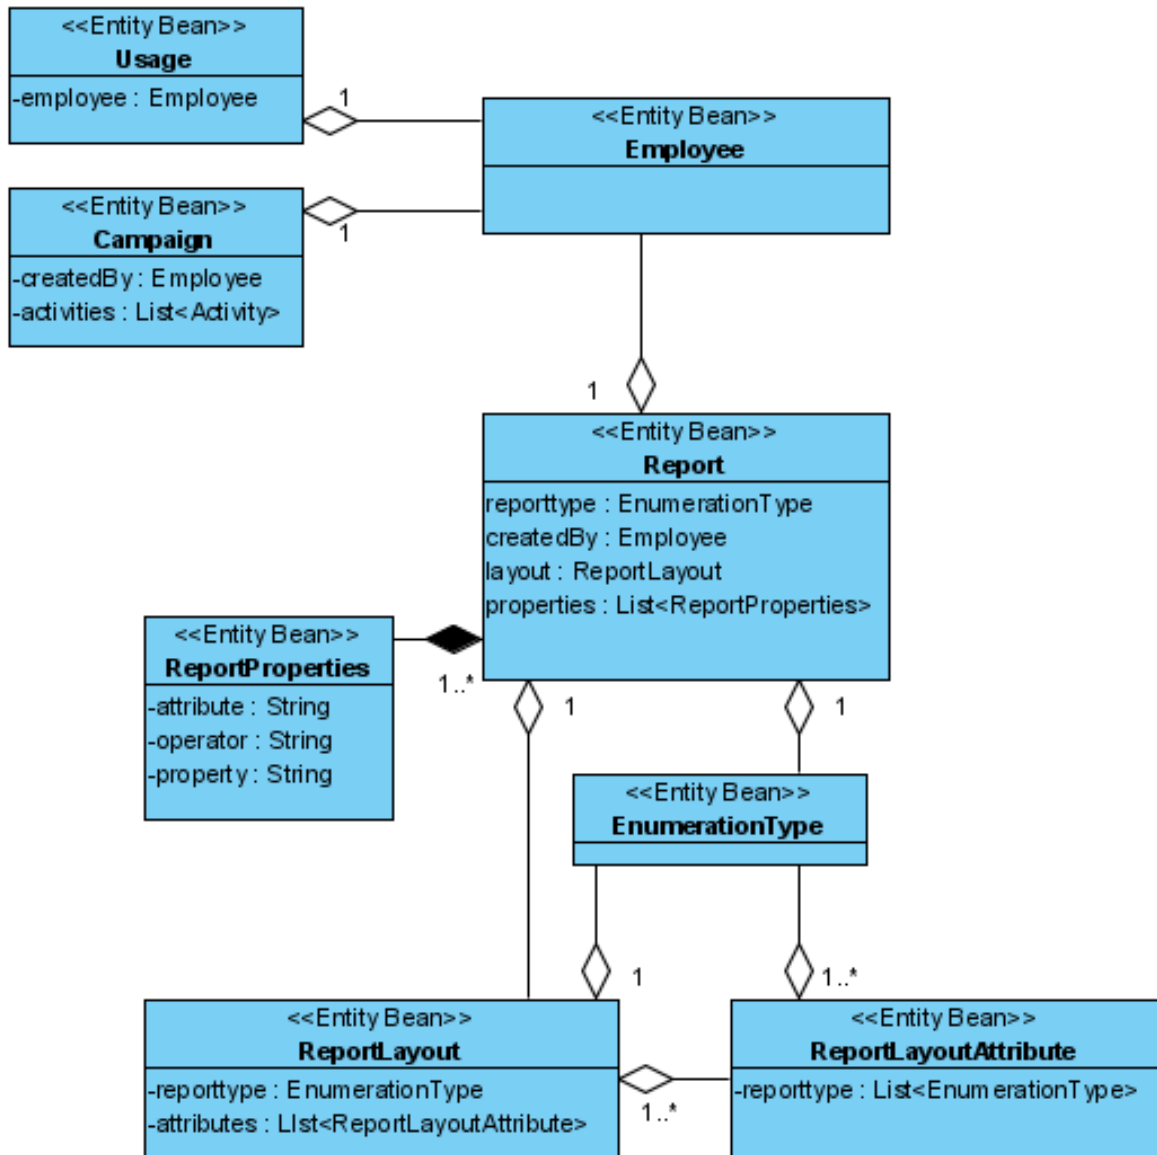 <<Entity Bean>>
Usage
-employee : Employee
1
<<Entity Bean>>
Employee
<<Entity Bean>>
Campaign
-createdBy : Employee
-activities : List<Activity>
1
1
<<Entity Bean>>
Report
reporttype : EnumerationType
createdBy : Employee
layout : ReportLayout
properties : List<ReportProperties>
<<Entity Bean>>
ReportProperties
-attribute : String
-operator : String
-property : String
1..*
1
1
<<Entity Bean>>
EnumerationType
1
1..*
<<Entity Bean>>
ReportLayout
-reporttype : EnumerationType
-attributes : LIst<ReportLayoutAttribute>
1..*
<<Entity Bean>>
ReportLayoutAttribute
-reporttype : List<EnumerationType>